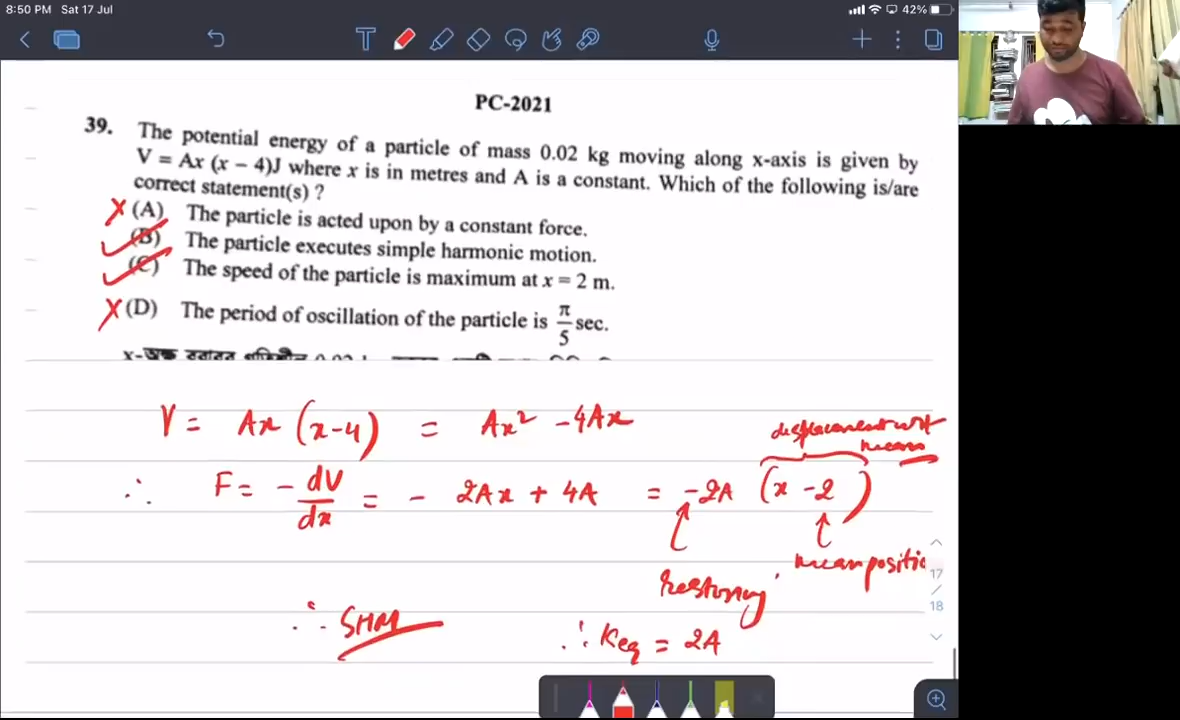 8:50 PM Sat 17 Jul
42%
PC-2021
39. The potential energy of a particle of mass 0.02 kg moving along x-axis is given by
V = Ax (x – 4)J where x is in metres and A is a constant. Which of the following is/are
correct statement(s) ?
(A) The particle is acted upon by a constant force.
(B) The particle executes simple harmonic motion.
(C) The speed of the particle is maximum at x = 2 m.
(D) The period of oscillation of the particle is π/5 sec.
V = Ax (x-4) = Ax² - 4Ax
displacement wrt
mean
∴ F = - dV/dx = - 2Ax + 4A = -2A (x - 2)
mean positio
Restoring
∴ SHM
∴ Keq = 2A
17
/
18